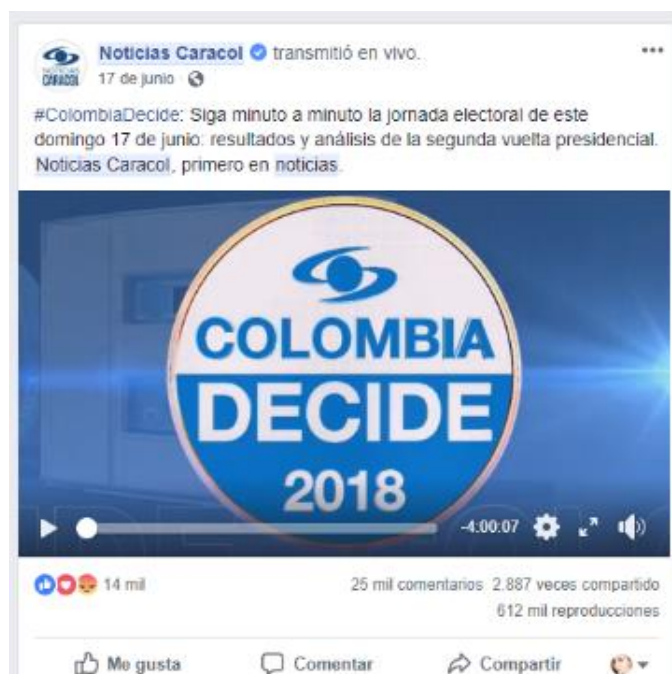 Noticias Caracol transmitió en vivo.
17 de junio
#ColombiaDecide: Siga minuto a minuto la jornada electoral de este
domingo 17 de junio: resultados y análisis de la segunda vuelta presidencial.
Noticias Caracol, primero en noticias.
COLOMBIA
DECIDE
2018
-4:00:07
14 mil
25 mil comentarios 2.887 veces compartido
612 mil reproducciones
Me gusta Comentar Compartir